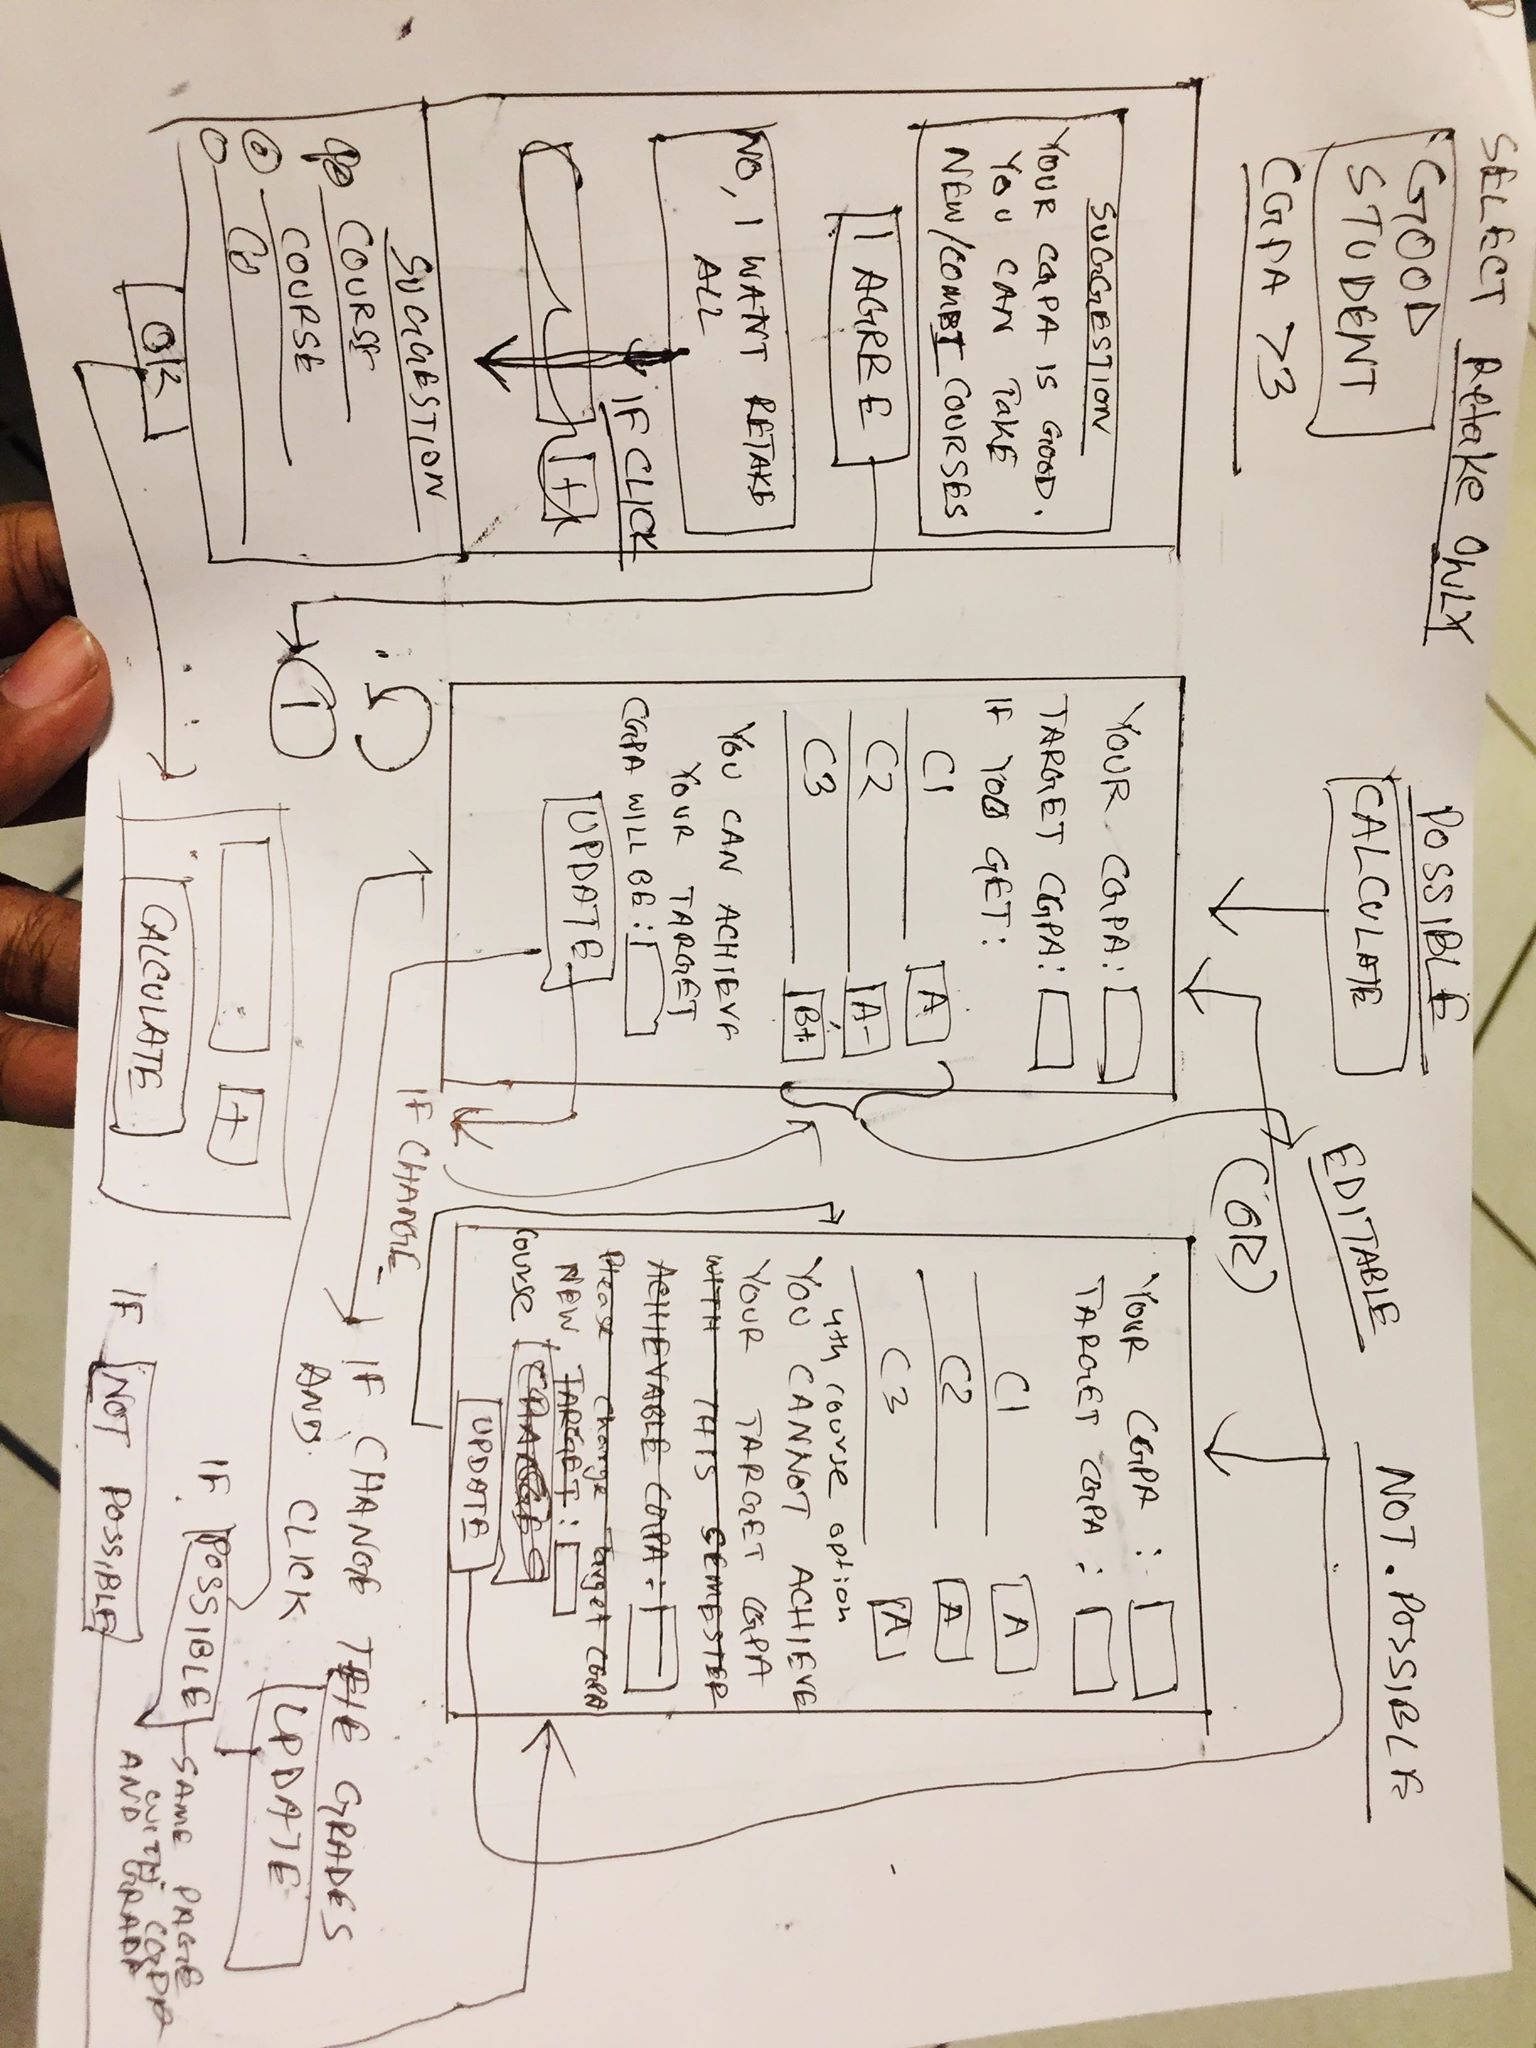 SELECT Retake ONLY
GOOD
STUDENT
CGPA >3
SUGGESTION
YOUR CGPA IS GOOD.
YOU CAN TAKE
NEW/COMBI COURSES
I AGRRE
NO, I WANT RETAKE
ALL
IF CLICK
+
SUGGESTION
COURSE
COURSE
CO
OK
POSSIBLE
CALCULATE
YOUR CGPA:
TARGET CGPA:
IF YOU GET:
C1 A
C2 A-
C3 B+
YOU CAN ACHIEVE
YOUR TARGET
CGPA WILL BE:
UPDATE
IF CHANGE
1
+
CALCULATE
EDITABLE
(OR)
NOT.POSSIBLE
YOUR CGPA :
TARGET CGPA :
C1 A
C2 A
C3 A
4th course option
YOU CANNOT ACHIEVE
YOUR TARGET CGPA
WITH THIS SEMESTER
ACHIEVABLE CGPA:
Please Change Target CGPA
NEW TARGET :
course CHANGE
UPDATE
IF CHANGE THE GRADES
AND CLICK UPDATE
IF POSSIBLE
SAME PAGE
WITH CGPA
AND GRADE
IF NOT POSSIBLE